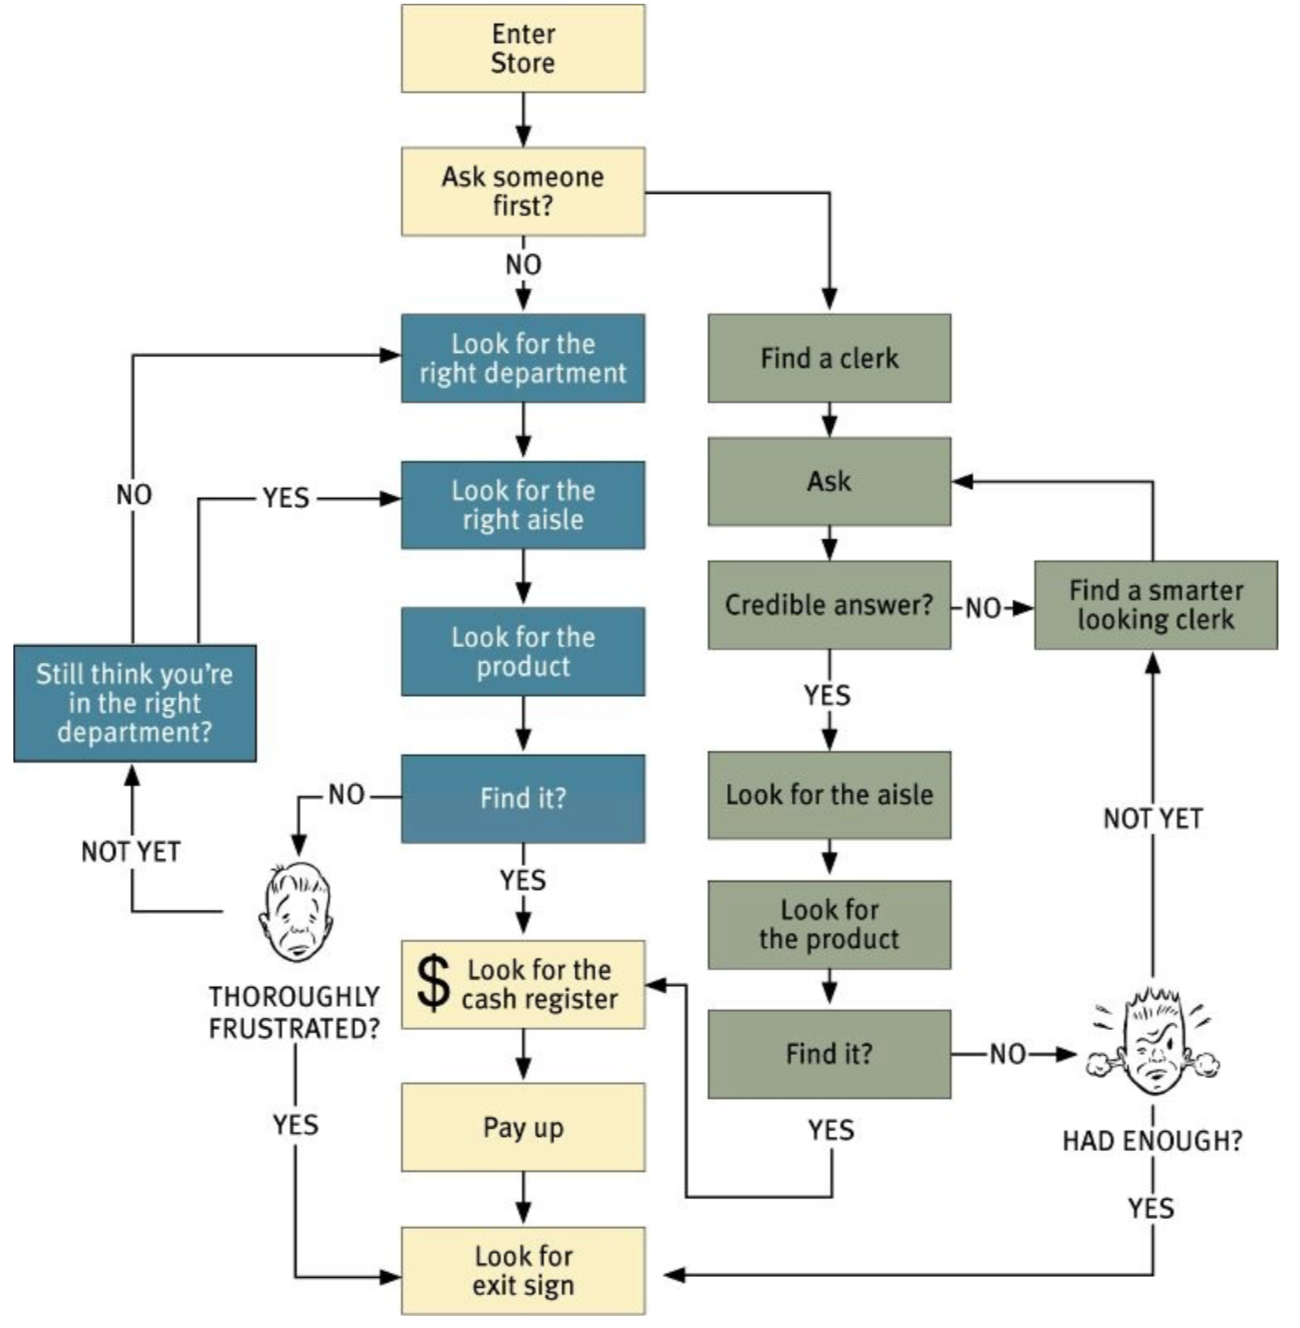 Enter
Store
Ask someone
first?
NO
Look for the
right department
Find a clerk
Look for the
right aisle
Ask
NO
YES
Look for the
product
Credible answer?
NO
Find a smarter
looking clerk
Still think you're
in the right
department?
YES
Find it?
NO
Look for the aisle
NOT YET
NOT YET
YES
Look for
the product
$ Look for the
cash register
THOROUGHLY
FRUSTRATED?
Find it?
NO
Pay up
YES
YES
HAD ENOUGH?
YES
Look for
exit sign